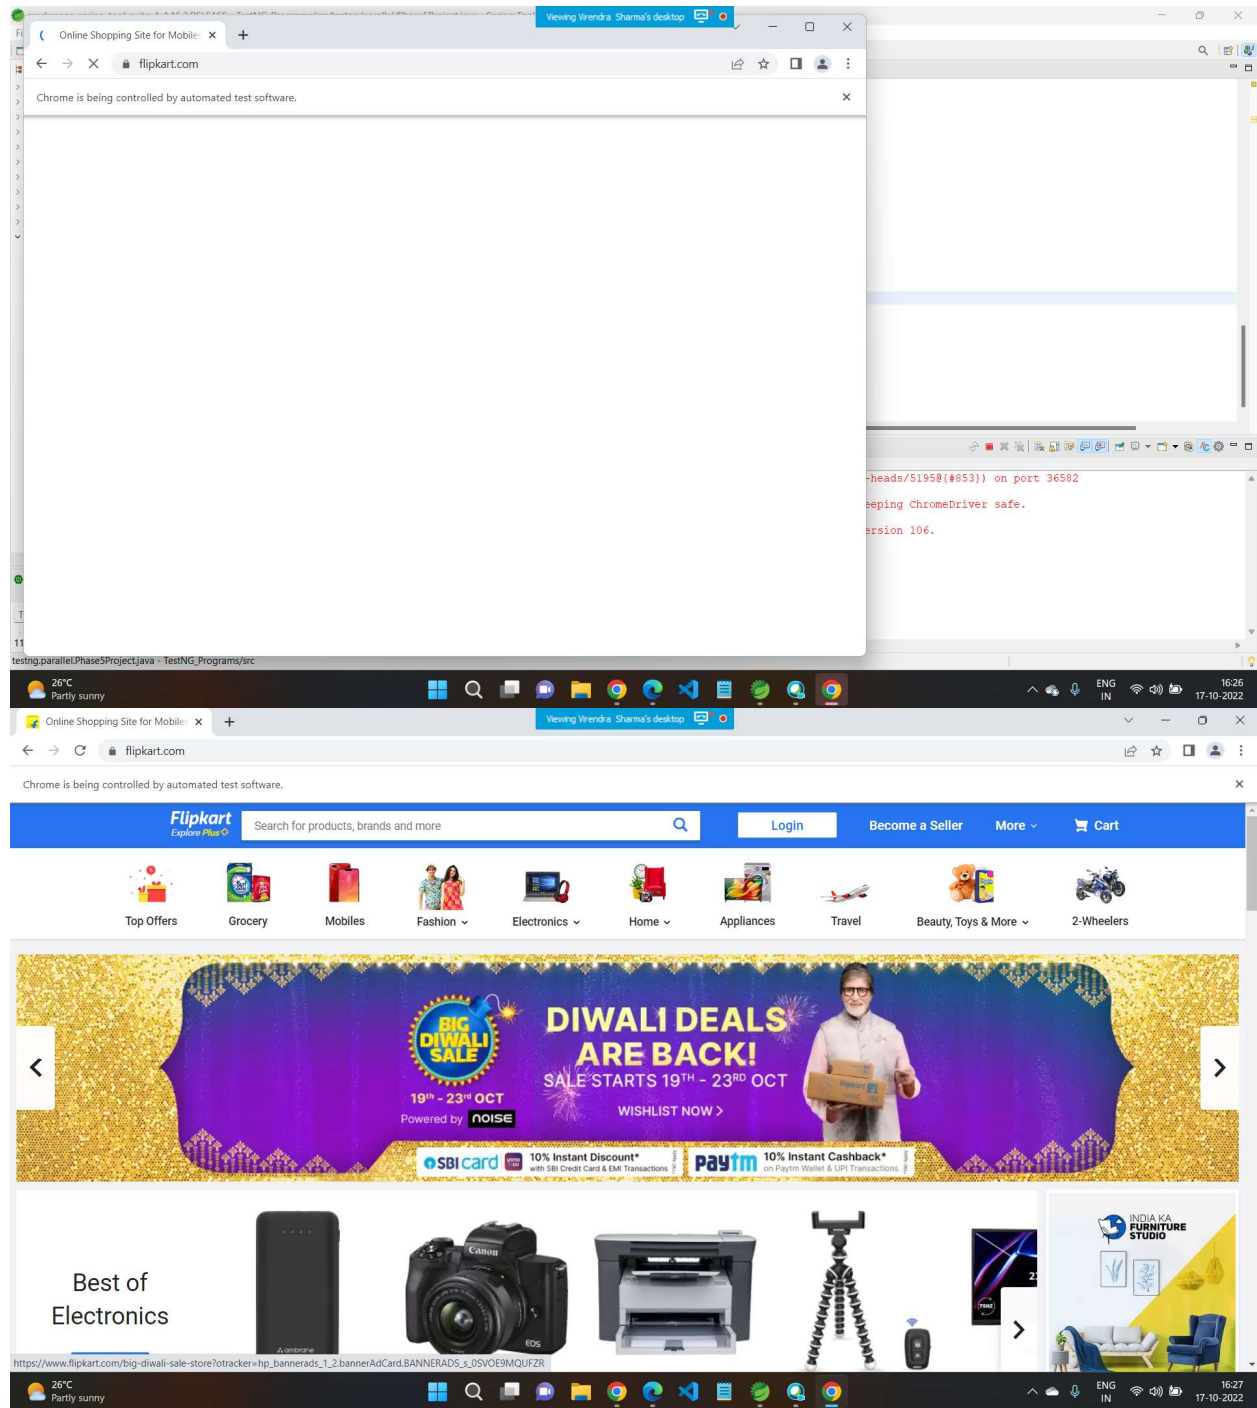 Viewing Virendra Sharma's desktop
Online Shopping Site for Mobiles
flipkart.com
Chrome is being controlled by automated test software.
-heads/5195@{#853}) on port 36582
eeping ChromeDriver safe.
ersion 106.
11
testng.parallel.Phase5Project.java - TestNG_Programs/src
26°C
Partly sunny
ENG
IN
16:26
17-10-2022
Online Shopping Site for Mobiles
Viewing Virendra Sharma's desktop
flipkart.com
Chrome is being controlled by automated test software.
Flipkart
Explore Plus
Search for products, brands and more
Login
Become a Seller
More
Cart
Top Offers
Grocery
Mobiles
Fashion
Electronics
Home
Appliances
Travel
Beauty, Toys & More
2-Wheelers
BIG
DIWALI
SALE
19th - 23rd OCT
Powered by noise
DIWALI DEALS
ARE BACK!
SALE STARTS 19TH - 23RD OCT
WISHLIST NOW >
Flipkart
SBI card
10% Instant Discount*
with SBI Credit Card & EMI Transactions
Paytm
10% Instant Cashback*
on Paytm Wallet & UPI Transactions
Best of
Electronics
ambrane
Canon
EOS
INDIA KA
FURNITURE
STUDIO
https://www.flipkart.com/big-diwali-sale-store?otracker=hp_bannerads_1_2.bannerAdCard.BANNERADS_s_0SVOE9MQUFZR
26°C
Partly sunny
ENG
IN
16:27
17-10-2022